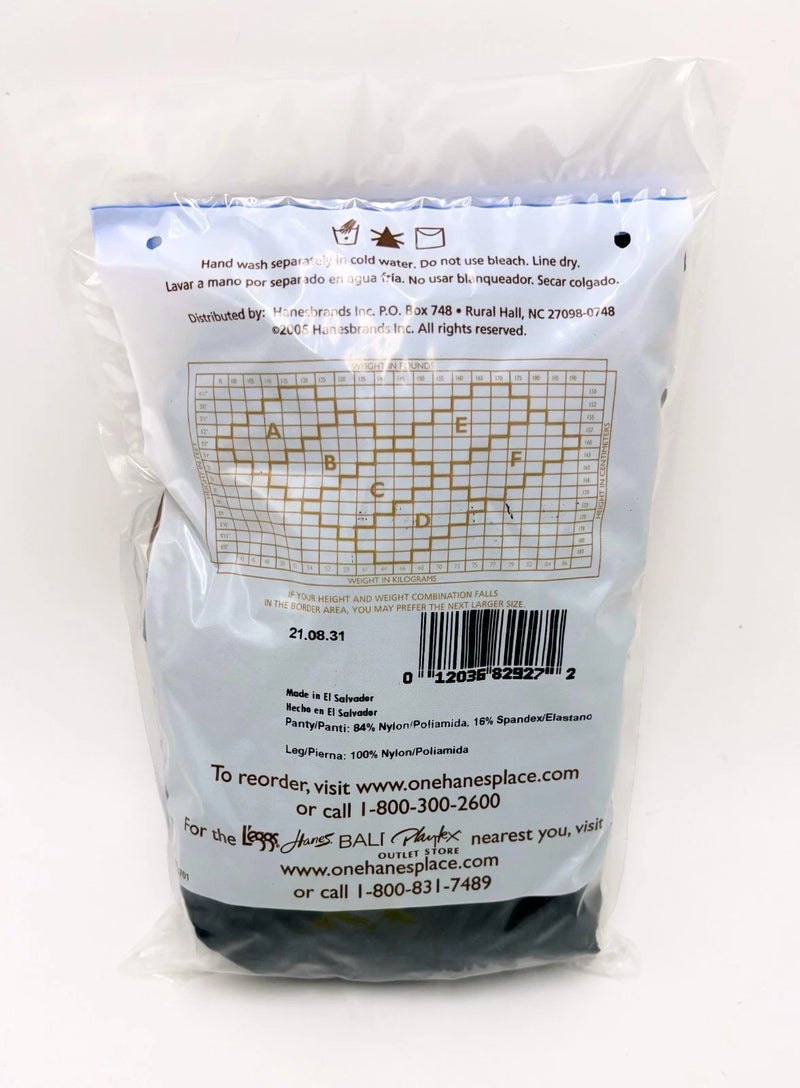 Hand wash separately in cold water. Do not use bleach. Line dry.
Lavar a mano por separado en agua fría. No usar blanqueador. Secar colgado.
Distributed by: Hanesbrands Inc. P.O. Box 748 • Rural Hall, NC 27098-0748
©2008 Hanesbrands Inc. All rights reserved.
WEIGHT IN POUNDS
HEIGHT IN CENTIMETERS
A
E
B
F
C
D
WEIGHT IN KILOGRAMS
IF YOUR HEIGHT AND WEIGHT COMBINATION FALLS
IN THE BORDER AREA, YOU MAY PREFER THE NEXT LARGER SIZE.
21.08.31
0 12036 82927 2
Made in El Salvador
Hecho en El Salvador
Panty/Panti: 84% Nylon/Poliamida, 16% Spandex/Elastano
Leg/Pierna: 100% Nylon/Poliamida
To reorder, visit www.onehanesplace.com
or call 1-800-300-2600
For the L'eggs Hanes BALI Playtex nearest you, visit
OUTLET STORE
www.onehanesplace.com
or call 1-800-831-7489